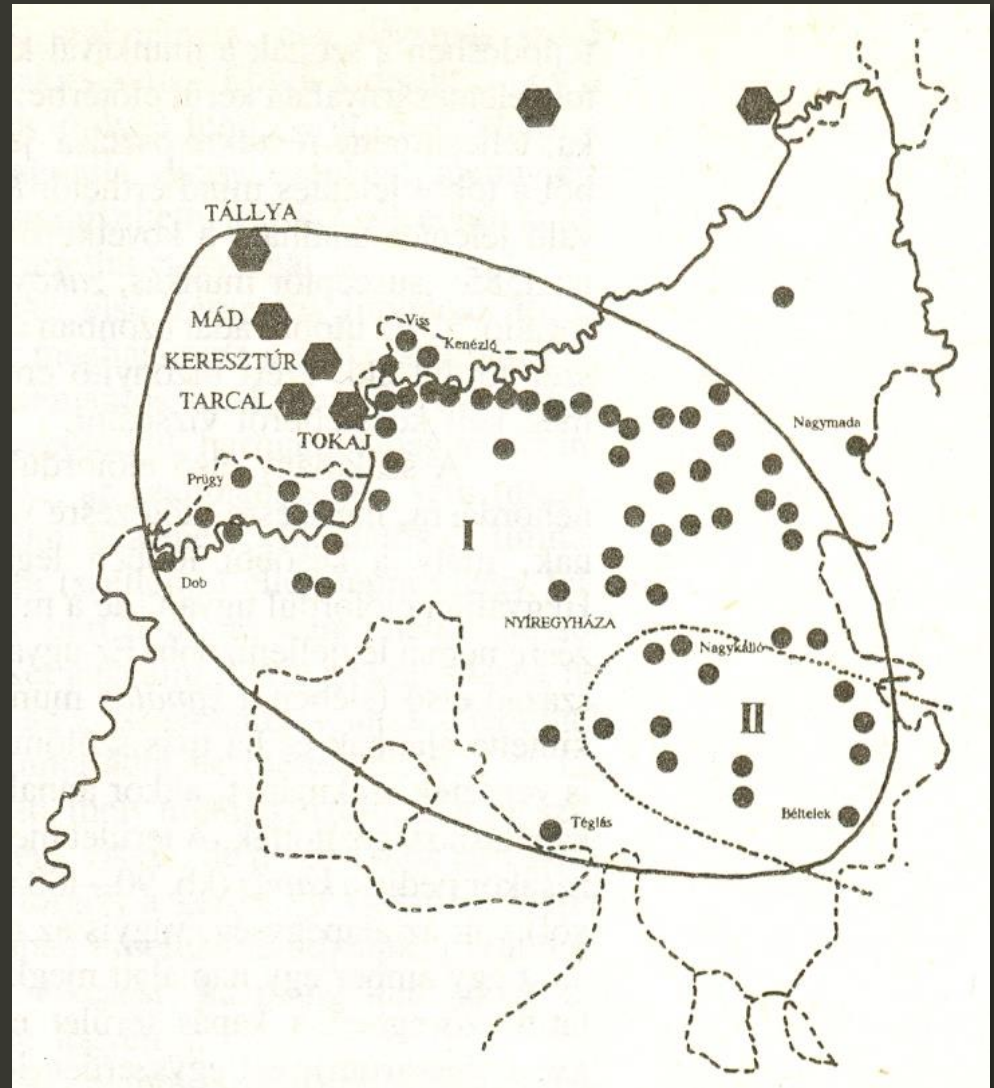 TÁLLYA
MÁD
Viss
Kenézló
KERESZTÚR
TARCAL
TOKAJ
Nagymada
Prügy
I
Dob
NYÍREGYHÁZA
Nagykálló
II
Téglás
Béltelek